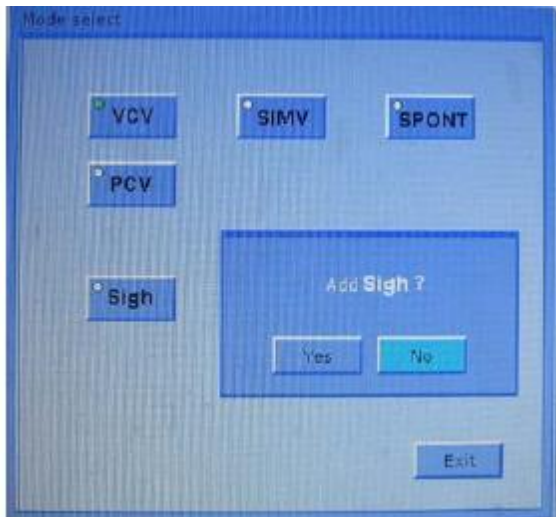 Mode select
VCV
SIMV
SPONT
PCV
Sigh
Add Sigh ?
Yes
No
Exit